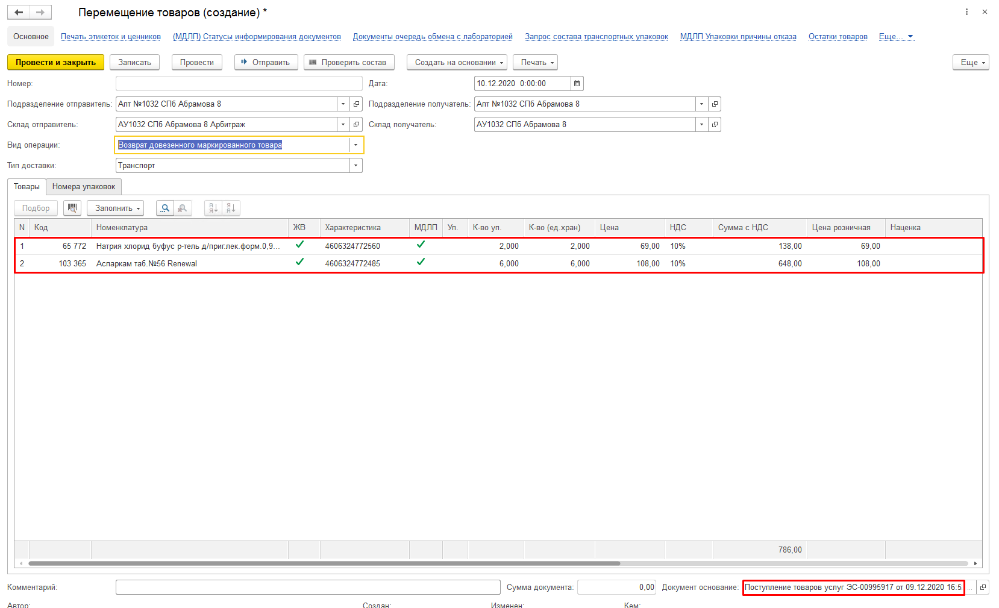 Перемещение товаров (создание) *
Основное Печать этикеток и ценников (МДЛП) Статусы информирования документов Документы очередь обмена с лабораторией Запрос состава транспортных упаковок МДЛП Упаковки причины отказа Остатки товаров Еще...
Провести и закрыть Записать Провести Отправить Проверить состав Создать на основании Печать Еще
Номер: Дата: 10.12.2020 0:00:00
Подразделение отправитель: Апт №1032 СПб Абрамова 8 Подразделение получатель: Апт №1032 СПб Абрамова 8
Склад отправитель: АУ1032 СПб Абрамова 8 Арбитраж Склад получатель: АУ1032 СПб Абрамова 8
Вид операции: Возврат довезенного маркированного товара
Тип доставки: Транспорт
Товары Номера упаковок
Подбор Заполнить
N Код Номенклатура ЖВ Характеристика МДЛП Уп. К-во уп. К-во (ед.хран) Цена НДС Сумма с НДС Цена розничная Наценка
1 65 772 Натрия хлорид буфус р-тель д/приг.лек.форм.0,9... 4606324772560 2,000 2,000 69,00 10% 138,00 69,00
2 103 365 Аспаркам таб.№56 Renewal 4606324772485 6,000 6,000 108,00 10% 648,00 108,00
786,00
Комментарий: Сумма документа: 0,00 Документ основание: Поступление товаров услуг ЭС-00995917 от 09.12.2020 16:5
Автор: Создан: Изменен: Кем: